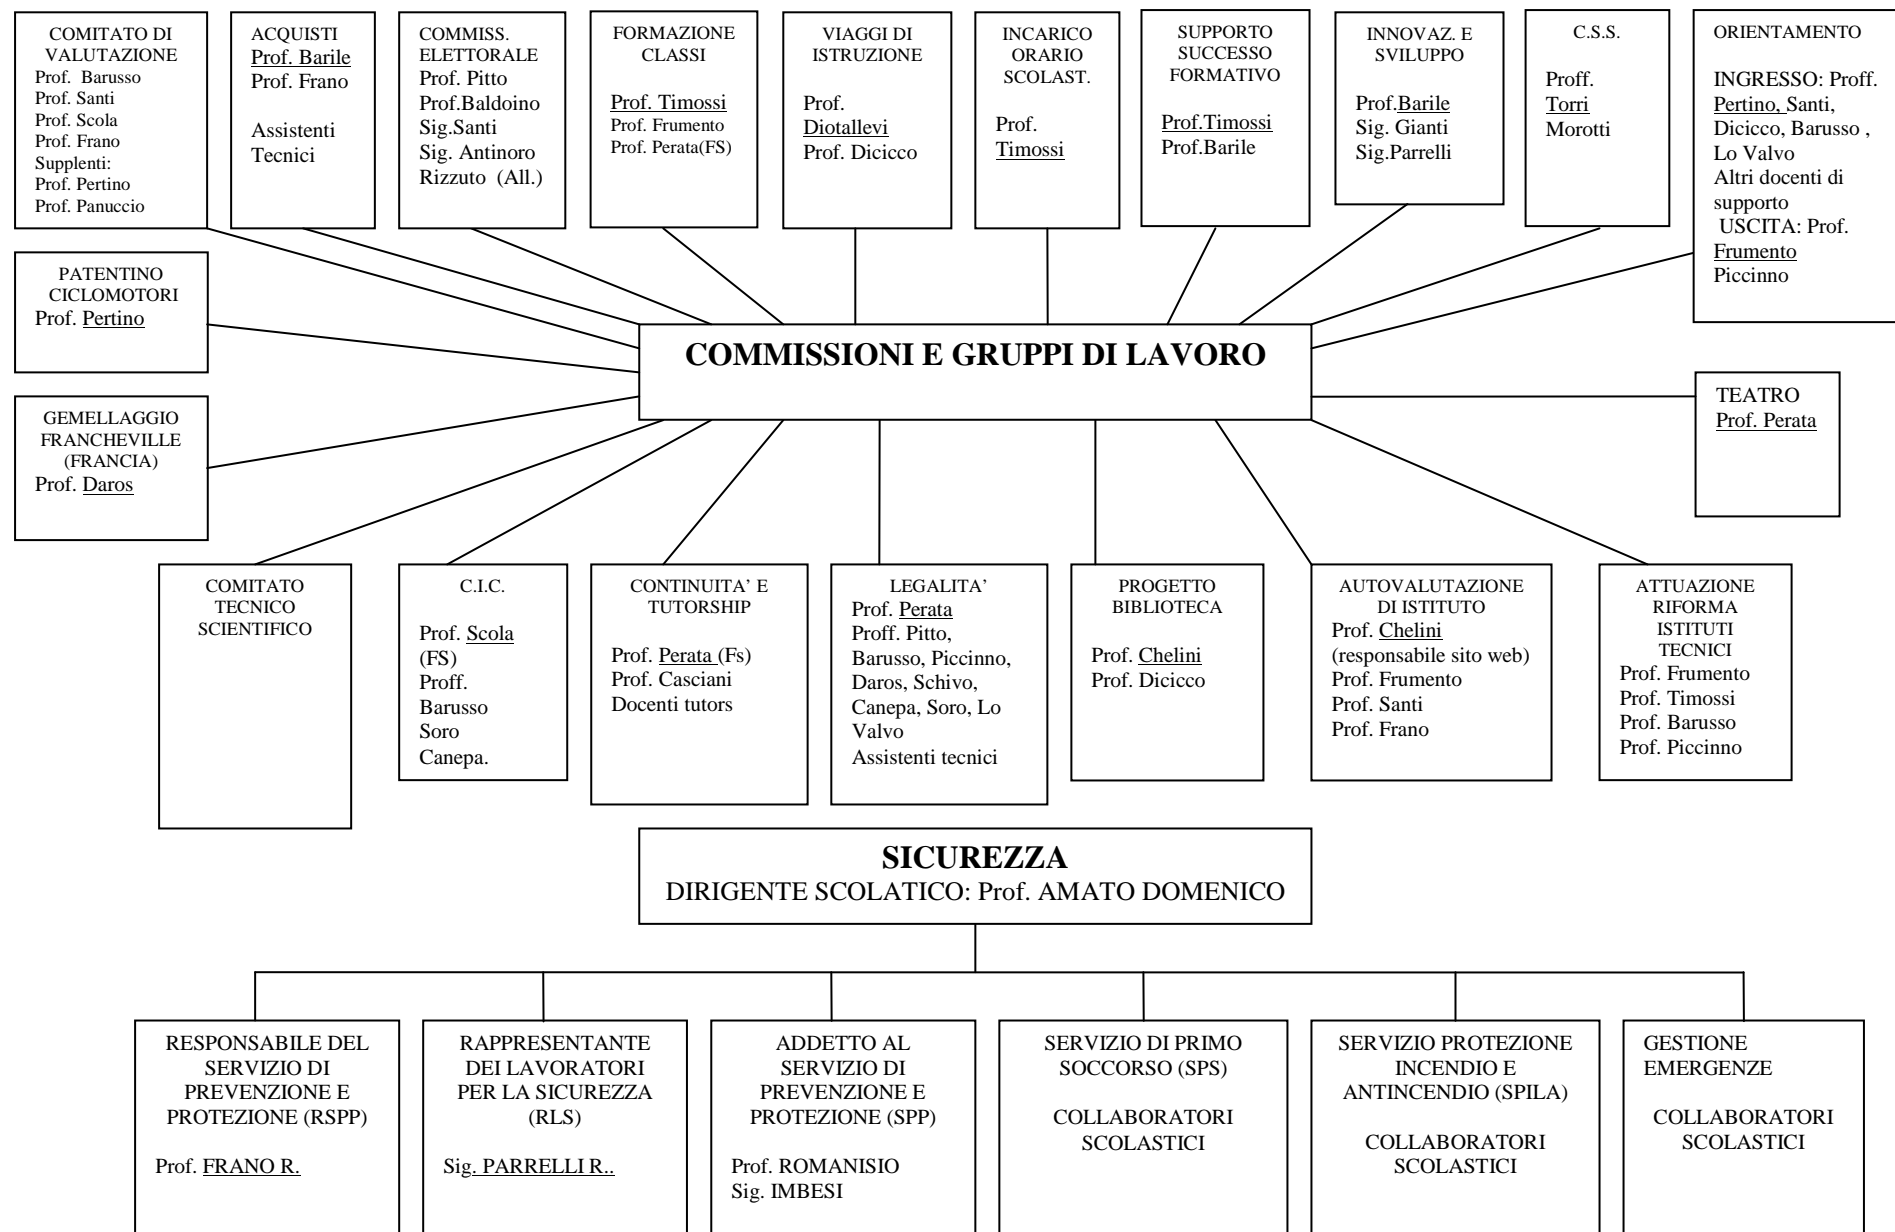 COMITATO DI
VALUTAZIONE
Prof. Barusso
Prof. Santi
Prof. Scola
Prof. Frano
Supplenti:
Prof. Pertino
Prof. Panuccio
ACQUISTI
Prof. Barile
Prof. Frano
Assistenti
Tecnici
COMMISS.
ELETTORALE
Prof. Pitto
Prof.Baldoino
Sig.Santi
Sig. Antinoro
Rizzuto (All.)
FORMAZIONE
CLASSI
Prof. Timossi
Prof. Frumento
Prof. Perata(FS)
VIAGGI DI
ISTRUZIONE
Prof.
Diotallevi
Prof. Dicicco
INCARICO
ORARIO
SCOLAST.
Prof.
Timossi
SUPPORTO
SUCCESSO
FORMATIVO
Prof.Timossi
Prof.Barile
INNOVAZ. E
SVILUPPO
Prof.Barile
Sig. Gianti
Sig.Parrelli
C.S.S.
Proff.
Torri
Morotti
ORIENTAMENTO
INGRESSO: Proff.
Pertino, Santi,
Dicicco, Barusso ,
Lo Valvo
Altri docenti di
supporto
USCITA: Prof.
Frumento
Piccinno
PATENTINO
CICLOMOTORI
Prof. Pertino
COMMISSIONI E GRUPPI DI LAVORO
GEMELLAGGIO
FRANCHEVILLE
(FRANCIA)
Prof. Daros
TEATRO
Prof. Perata
COMITATO
TECNICO
SCIENTIFICO
C.I.C.
Prof. Scola
(FS)
Proff.
Barusso
Soro
Canepa.
CONTINUITA’ E
TUTORSHIP
Prof. Perata (Fs)
Prof. Casciani
Docenti tutors
LEGALITA’
Prof. Perata
Proff. Pitto,
Barusso, Piccinno,
Daros, Schivo,
Canepa, Soro, Lo
Valvo
Assistenti tecnici
PROGETTO
BIBLIOTECA
Prof. Chelini
Prof. Dicicco
AUTOVALUTAZIONE
DI ISTITUTO
Prof. Chelini
(responsabile sito web)
Prof. Frumento
Prof. Santi
Prof. Frano
ATTUAZIONE
RIFORMA
ISTITUTI
TECNICI
Prof. Frumento
Prof. Timossi
Prof. Barusso
Prof. Piccinno
SICUREZZA
DIRIGENTE SCOLATICO: Prof. AMATO DOMENICO
RESPONSABILE DEL
SERVIZIO DI
PREVENZIONE E
PROTEZIONE (RSPP)
Prof. FRANO R.
RAPPRESENTANTE
DEI LAVORATORI
PER LA SICUREZZA
(RLS)
Sig. PARRELLI R..
ADDETTO AL
SERVIZIO DI
PREVENZIONE E
PROTEZIONE (SPP)
Prof. ROMANISIO
Sig. IMBESI
SERVIZIO DI PRIMO
SOCCORSO (SPS)
COLLABORATORI
SCOLASTICI
SERVIZIO PROTEZIONE
INCENDIO E
ANTINCENDIO (SPILA)
COLLABORATORI
SCOLASTICI
GESTIONE
EMERGENZE
COLLABORATORI
SCOLASTICI